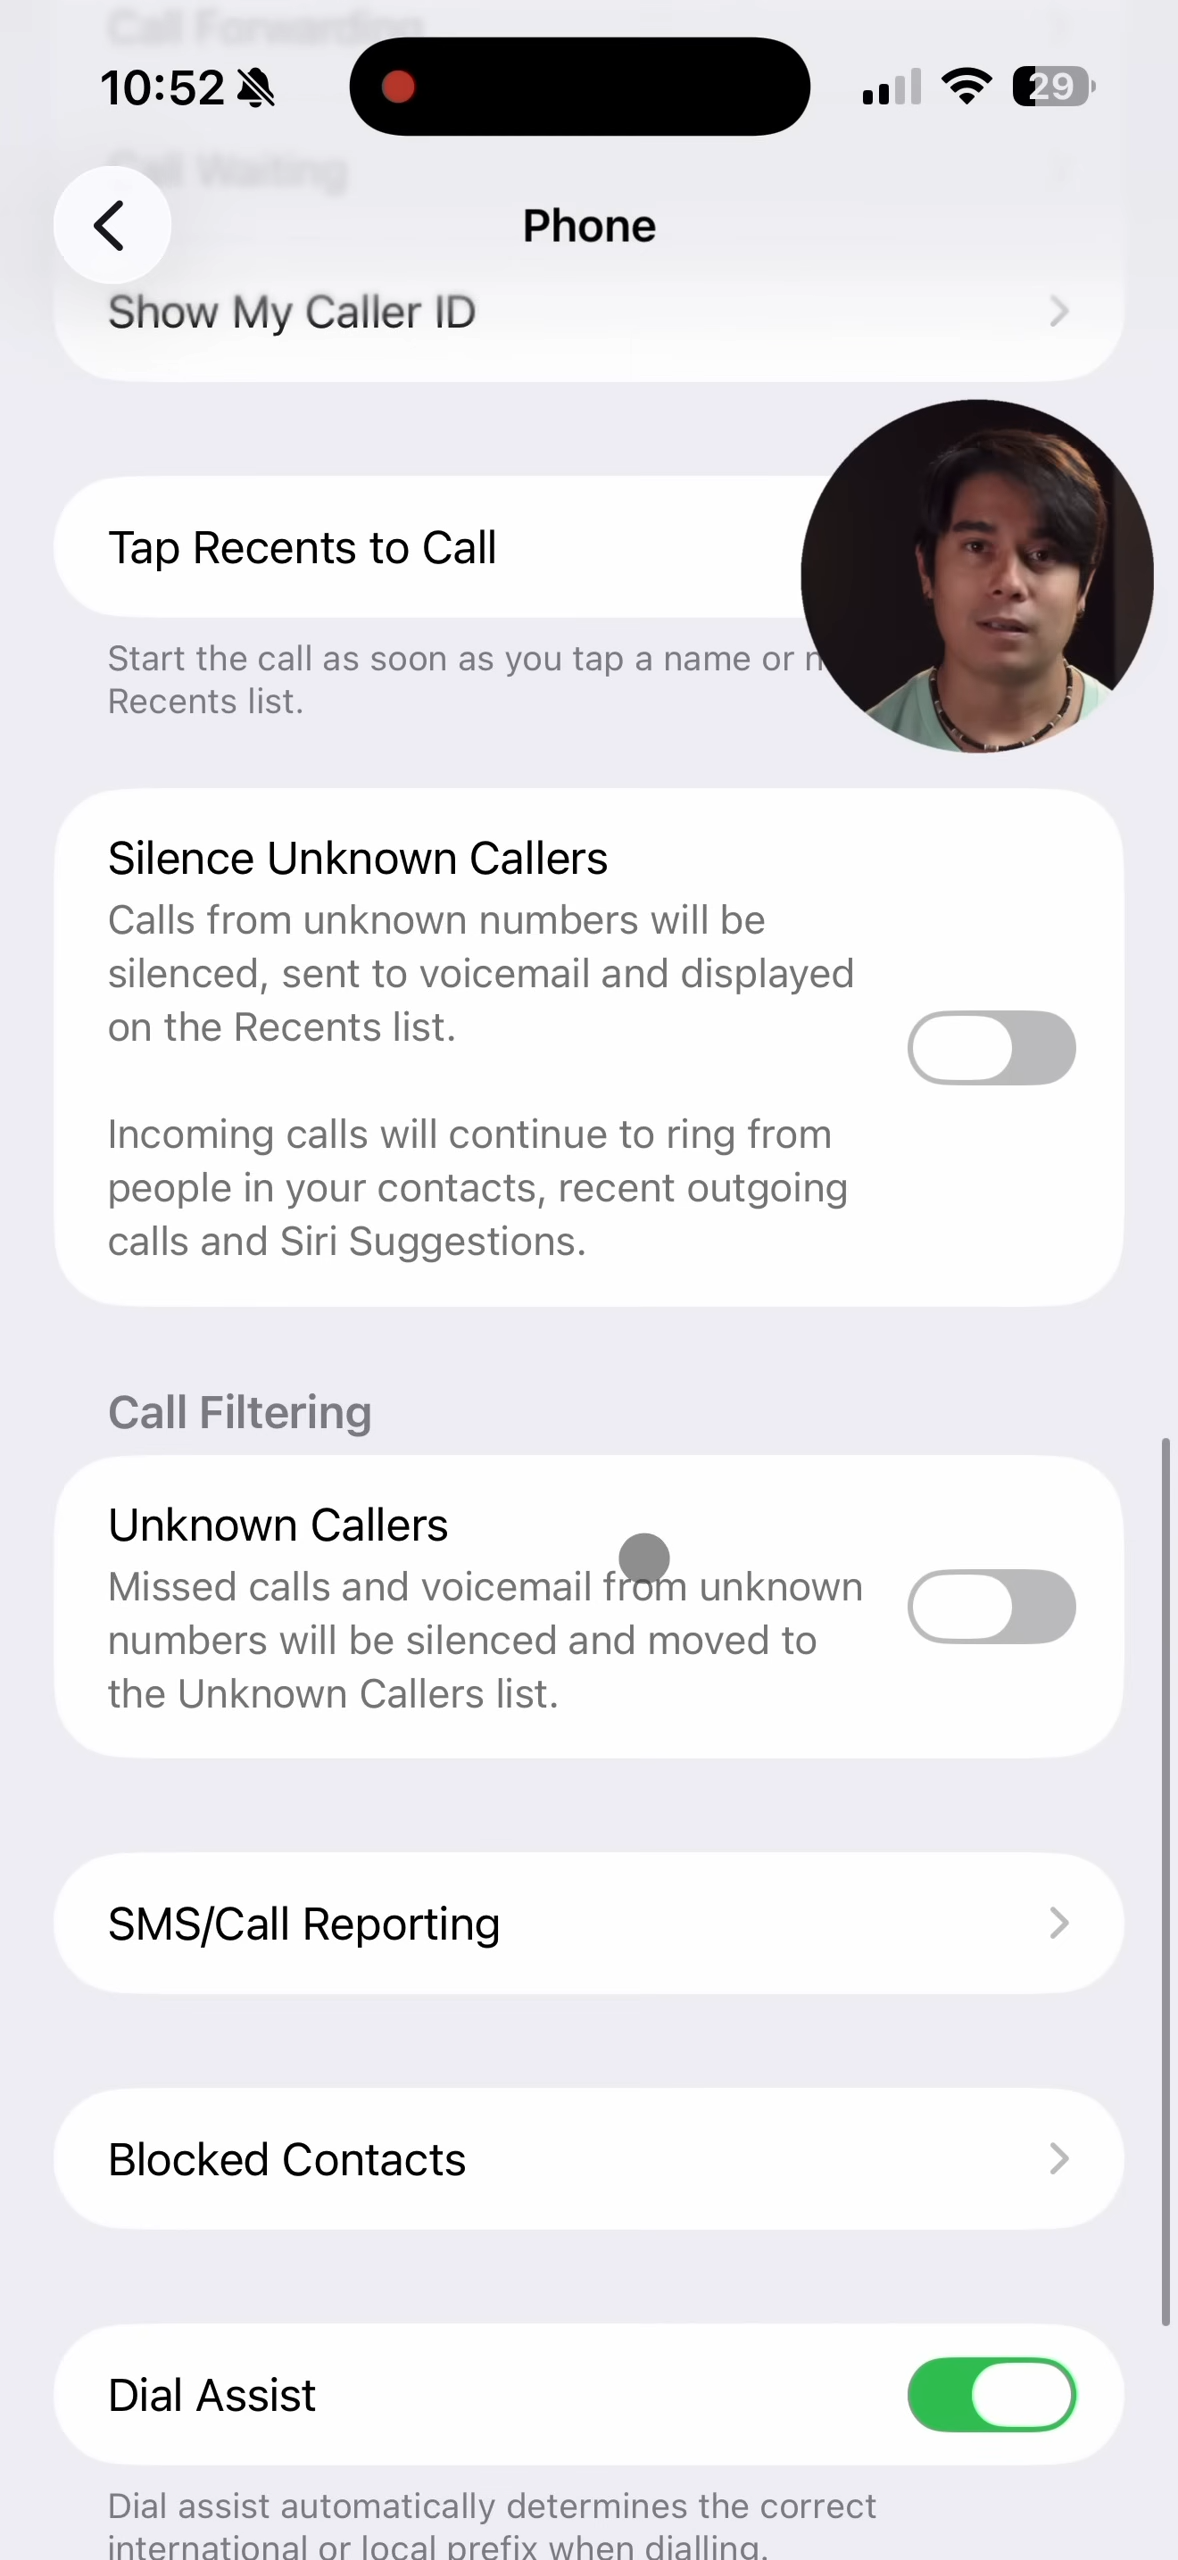 Call Forwarding
10:52
29
Call Waiting
Phone
Show My Caller ID
Tap Recents to Call
Start the call as soon as you tap a name or
Recents list.
Silence Unknown Callers
Calls from unknown numbers will be
silenced, sent to voicemail and displayed
on the Recents list.
Incoming calls will continue to ring from
people in your contacts, recent outgoing
calls and Siri Suggestions.
Call Filtering
Unknown Callers
Missed calls and voicemail from unknown
numbers will be silenced and moved to
the Unknown Callers list.
SMS/Call Reporting
Blocked Contacts
Dial Assist
Dial assist automatically determines the correct
international or local prefix when dialling.